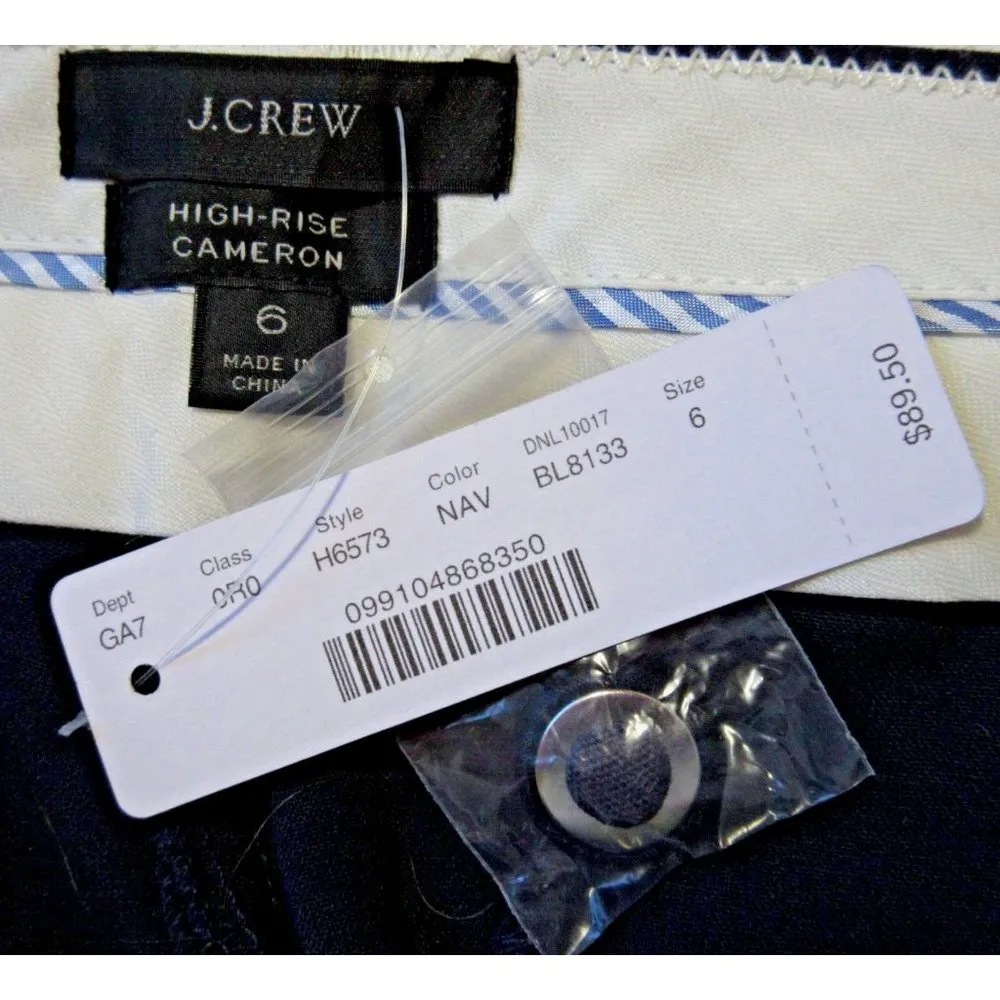 J.CREW
HIGH-RISE
CAMERON
6
MADE IN
CHINA
Dept
GA7
Class
0R0
Style
H6573
Color
NAV
DNL10017
BL8133
Size
6
$89.50
099104868350